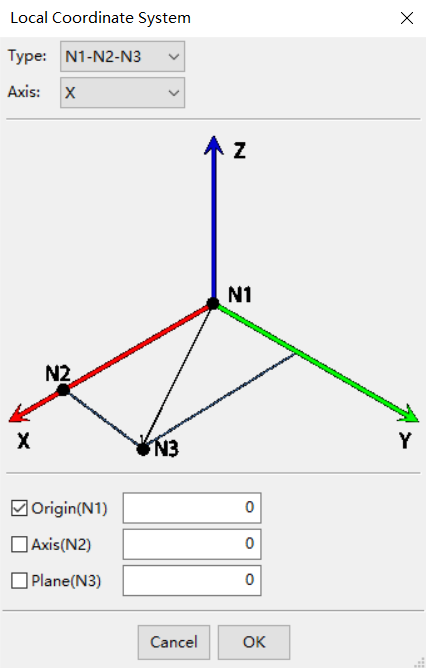 Local Coordinate System
Type: N1-N2-N3
Axis: X
Z
N1
N2
X
N3
Y
Origin(N1) 0
Axis(N2) 0
Plane(N3) 0
Cancel OK